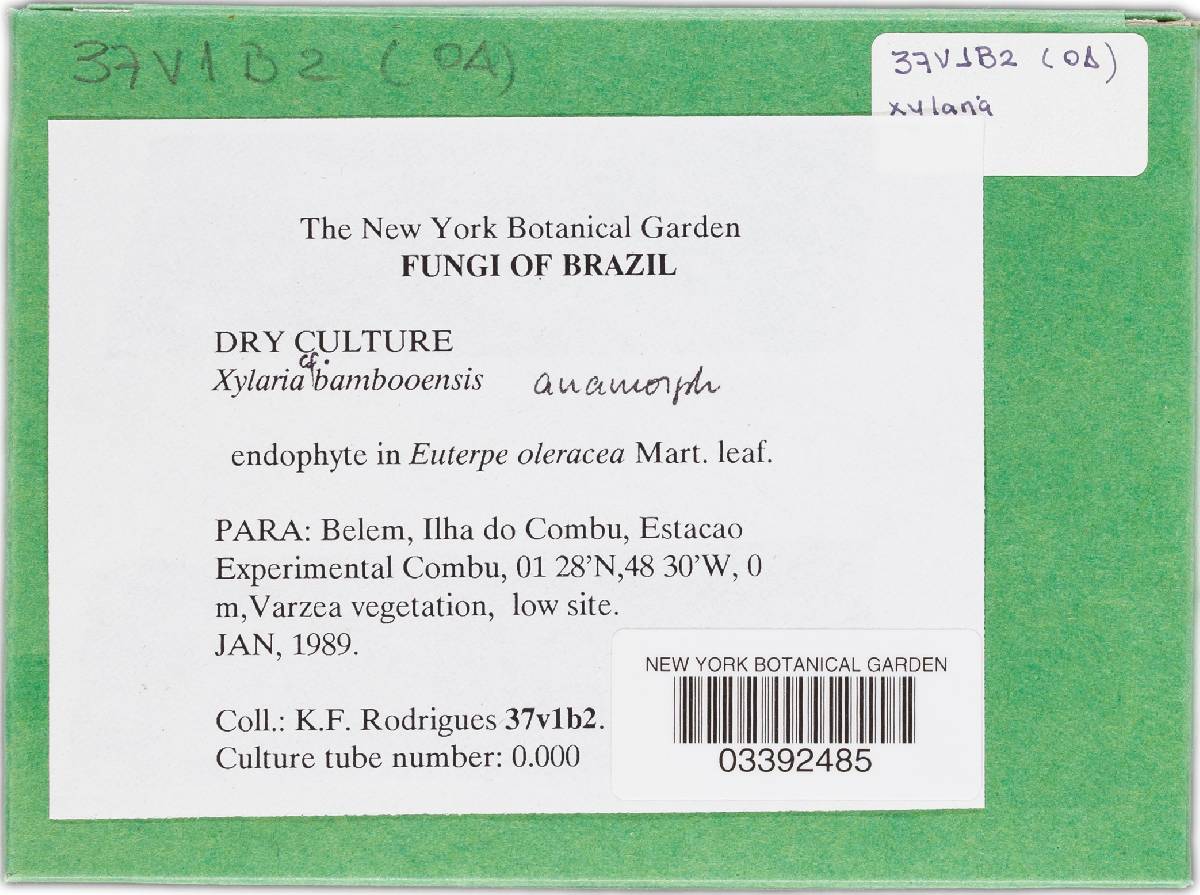 37V1B2 (OA)
37V1B2 (OA)
xylaria
The New York Botanical Garden
FUNGI OF BRAZIL
DRY CULTURE
Xylaria cf. bambooensis anamorph
endophyte in Euterpe oleracea Mart. leaf.
PARA: Belem, Ilha do Combu, Estacao
Experimental Combu, 01 28'N,48 30'W, 0
m,Varzea vegetation, low site.
JAN, 1989.
Coll.: K.F. Rodrigues 37v1b2.
Culture tube number: 0.000
NEW YORK BOTANICAL GARDEN
03392485